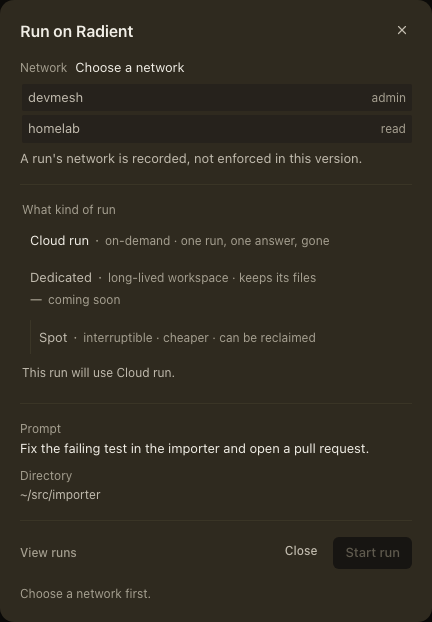 Run on Radient ×
Network Choose a network
devmesh admin
homelab read
A run's network is recorded, not enforced in this version.
What kind of run
Cloud run · on-demand · one run, one answer, gone
Dedicated · long-lived workspace · keeps its files
— coming soon
Spot · interruptible · cheaper · can be reclaimed
This run will use Cloud run.
Prompt
Fix the failing test in the importer and open a pull request.
Directory
~/src/importer
View runs Close Start run
Choose a network first.